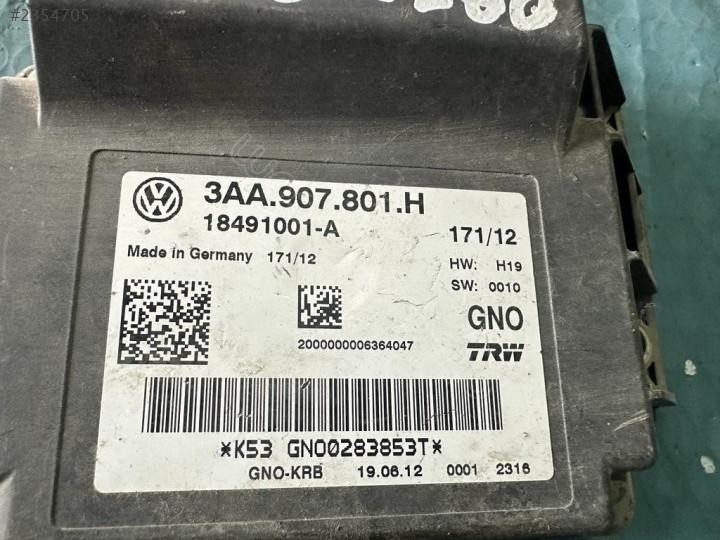 #2354705
3AA.907.801.H
18491001-A
171/12
Made in Germany 171/12
HW: H19
SW: 0010
GNO
2000000006364047
TRW
*K53 GNO0283853T*
GNO-KRB 19.06.12 0001 2316